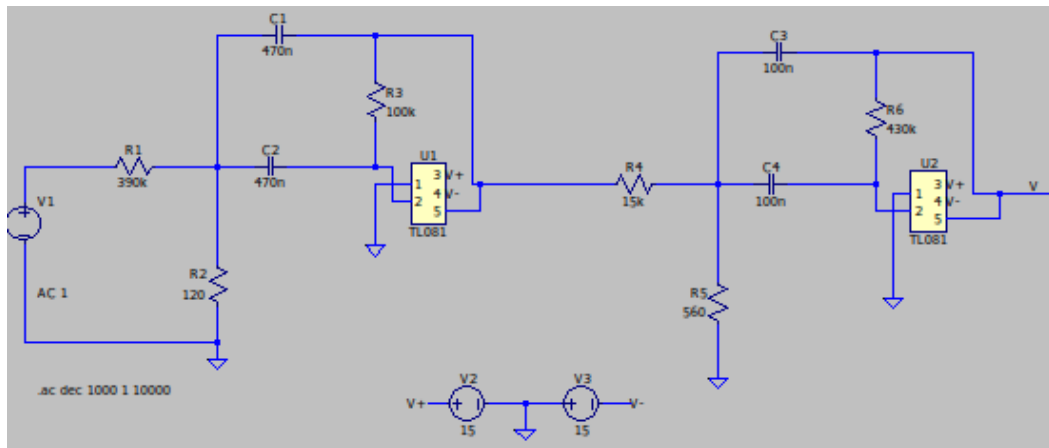 C1
470n
R3
100k
R1
390k
C2
470n
U1
1
2
3
4
5
V+
V-
TL081
V1
AC 1
R2
120
.ac dec 1000 1 10000
R4
15k
C3
100n
R6
430k
C4
100n
U2
1
2
3
4
5
V+
V-
TL081
V
R5
560
V2
V+
15
V3
V-
15